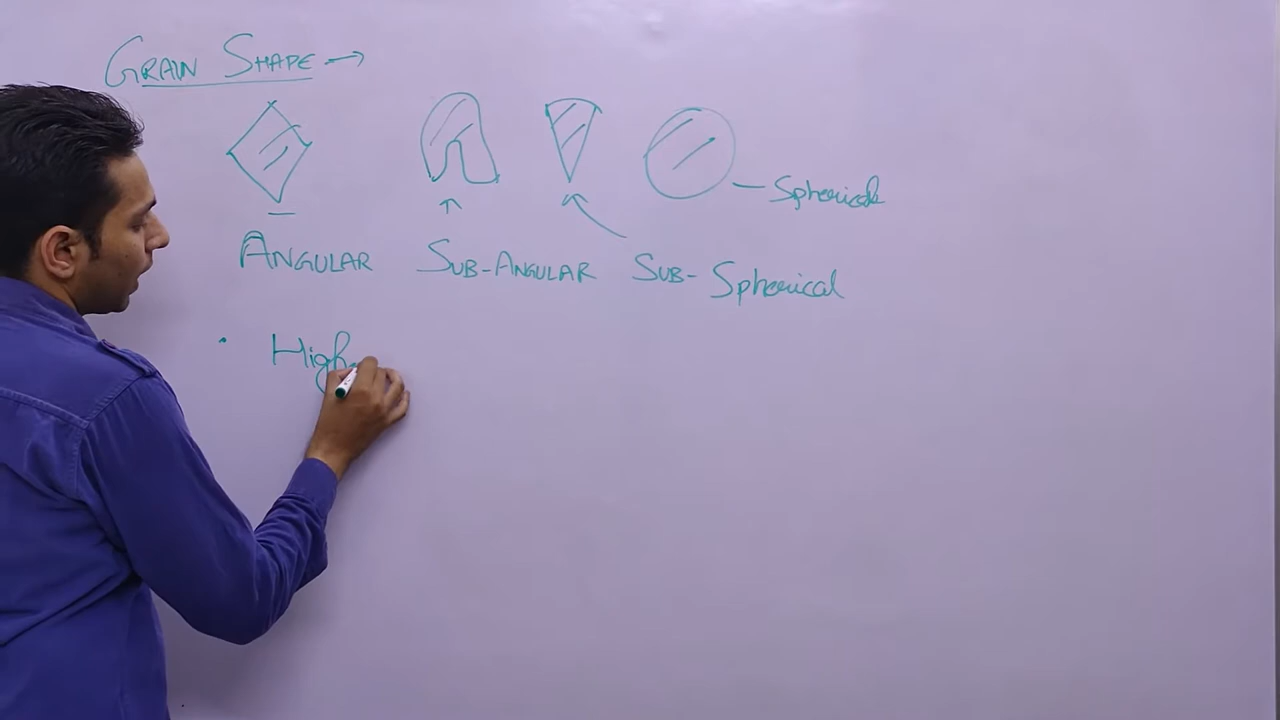 GRAIN SHAPE →
Spherical
ANGULAR SUB-ANGULAR SUB-Spherical
• High